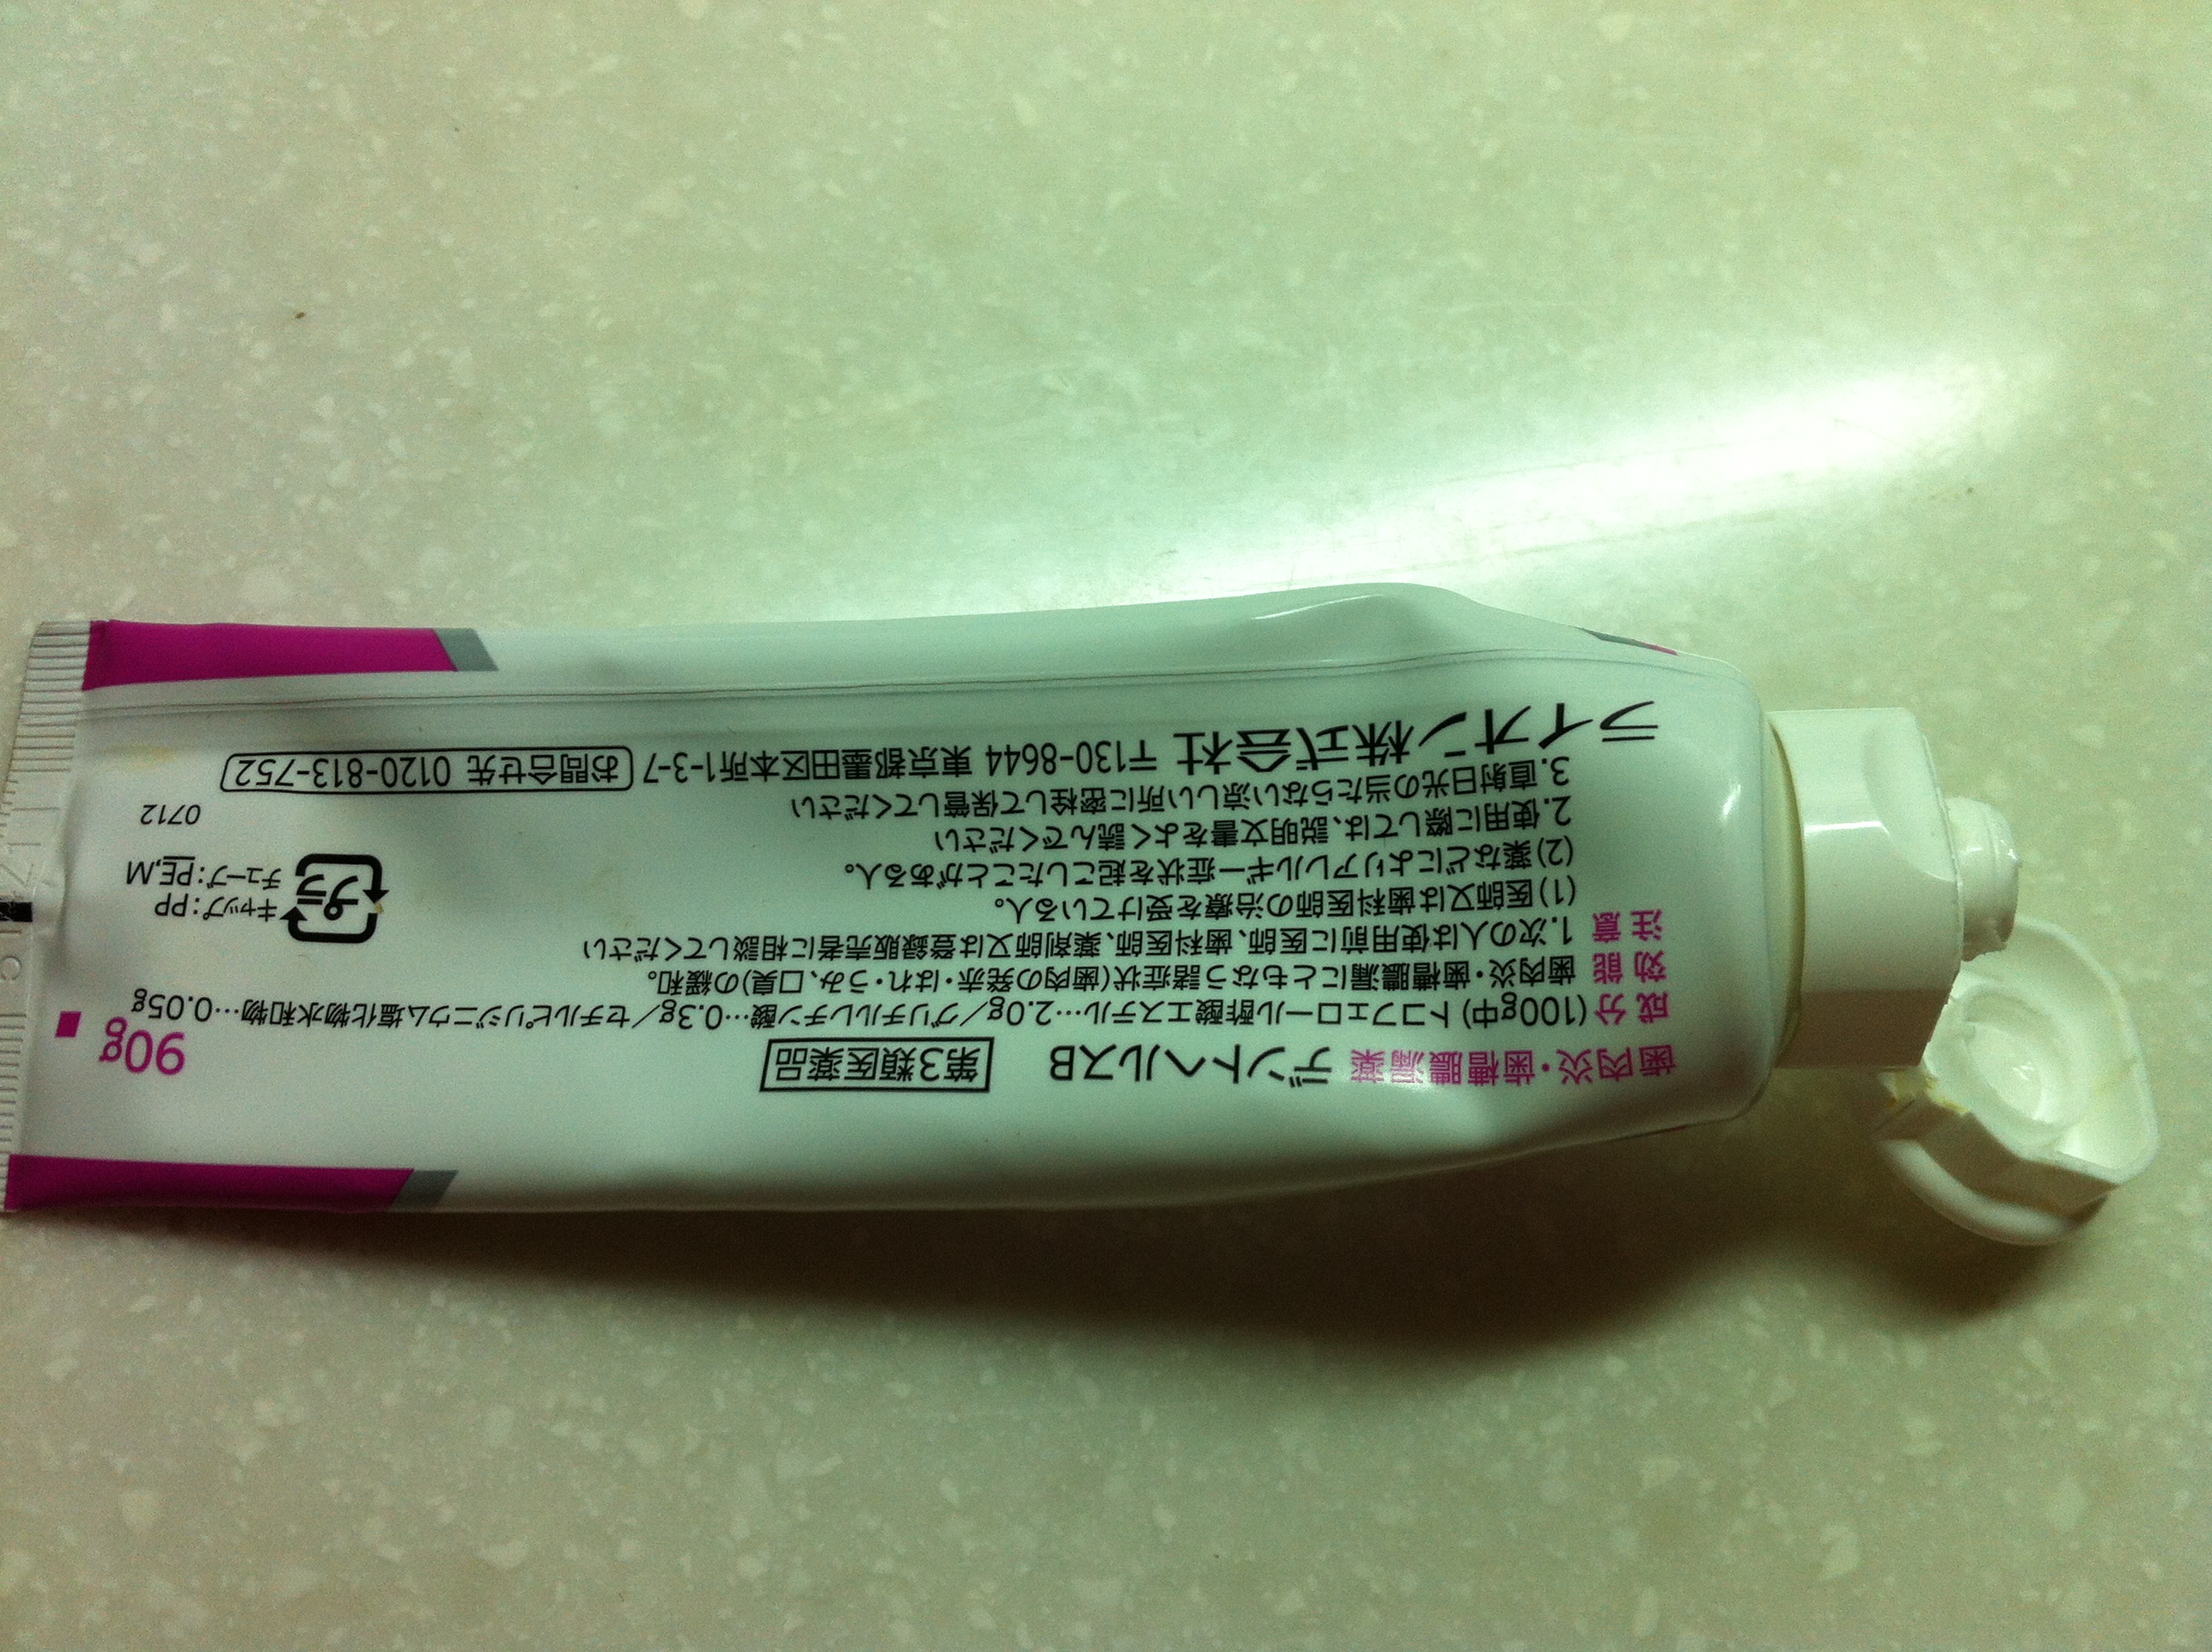 歯肉炎・歯槽膿漏薬 デントヘルスB 第3類医薬品
90g
成分 (100g中) トコフェロール酢酸エステル…2.0g/グリチルレチン酸…0.3g/セチルピリジニウム塩化物水和物…0.05g
効能 歯肉炎・歯槽膿漏にともなう諸症状(歯肉の発赤・はれ・うみ、口臭)の緩和。
注意 1.次の人は使用前に医師、歯科医師、薬剤師又は登録販売者に相談してください
(1)医師又は歯科医師の治療を受けている人。
(2)薬などによりアレルギー症状を起こしたことがある人。
2.使用に際しては、説明文書をよく読んでください
3.直射日光の当たらない涼しい所に密栓して保管してください
プラ
キャップ:PP
チューブ:PE,M
0712
ライオン株式会社 〒130-8644 東京都墨田区本所1-3-7 お問合せ先 0120-813-752